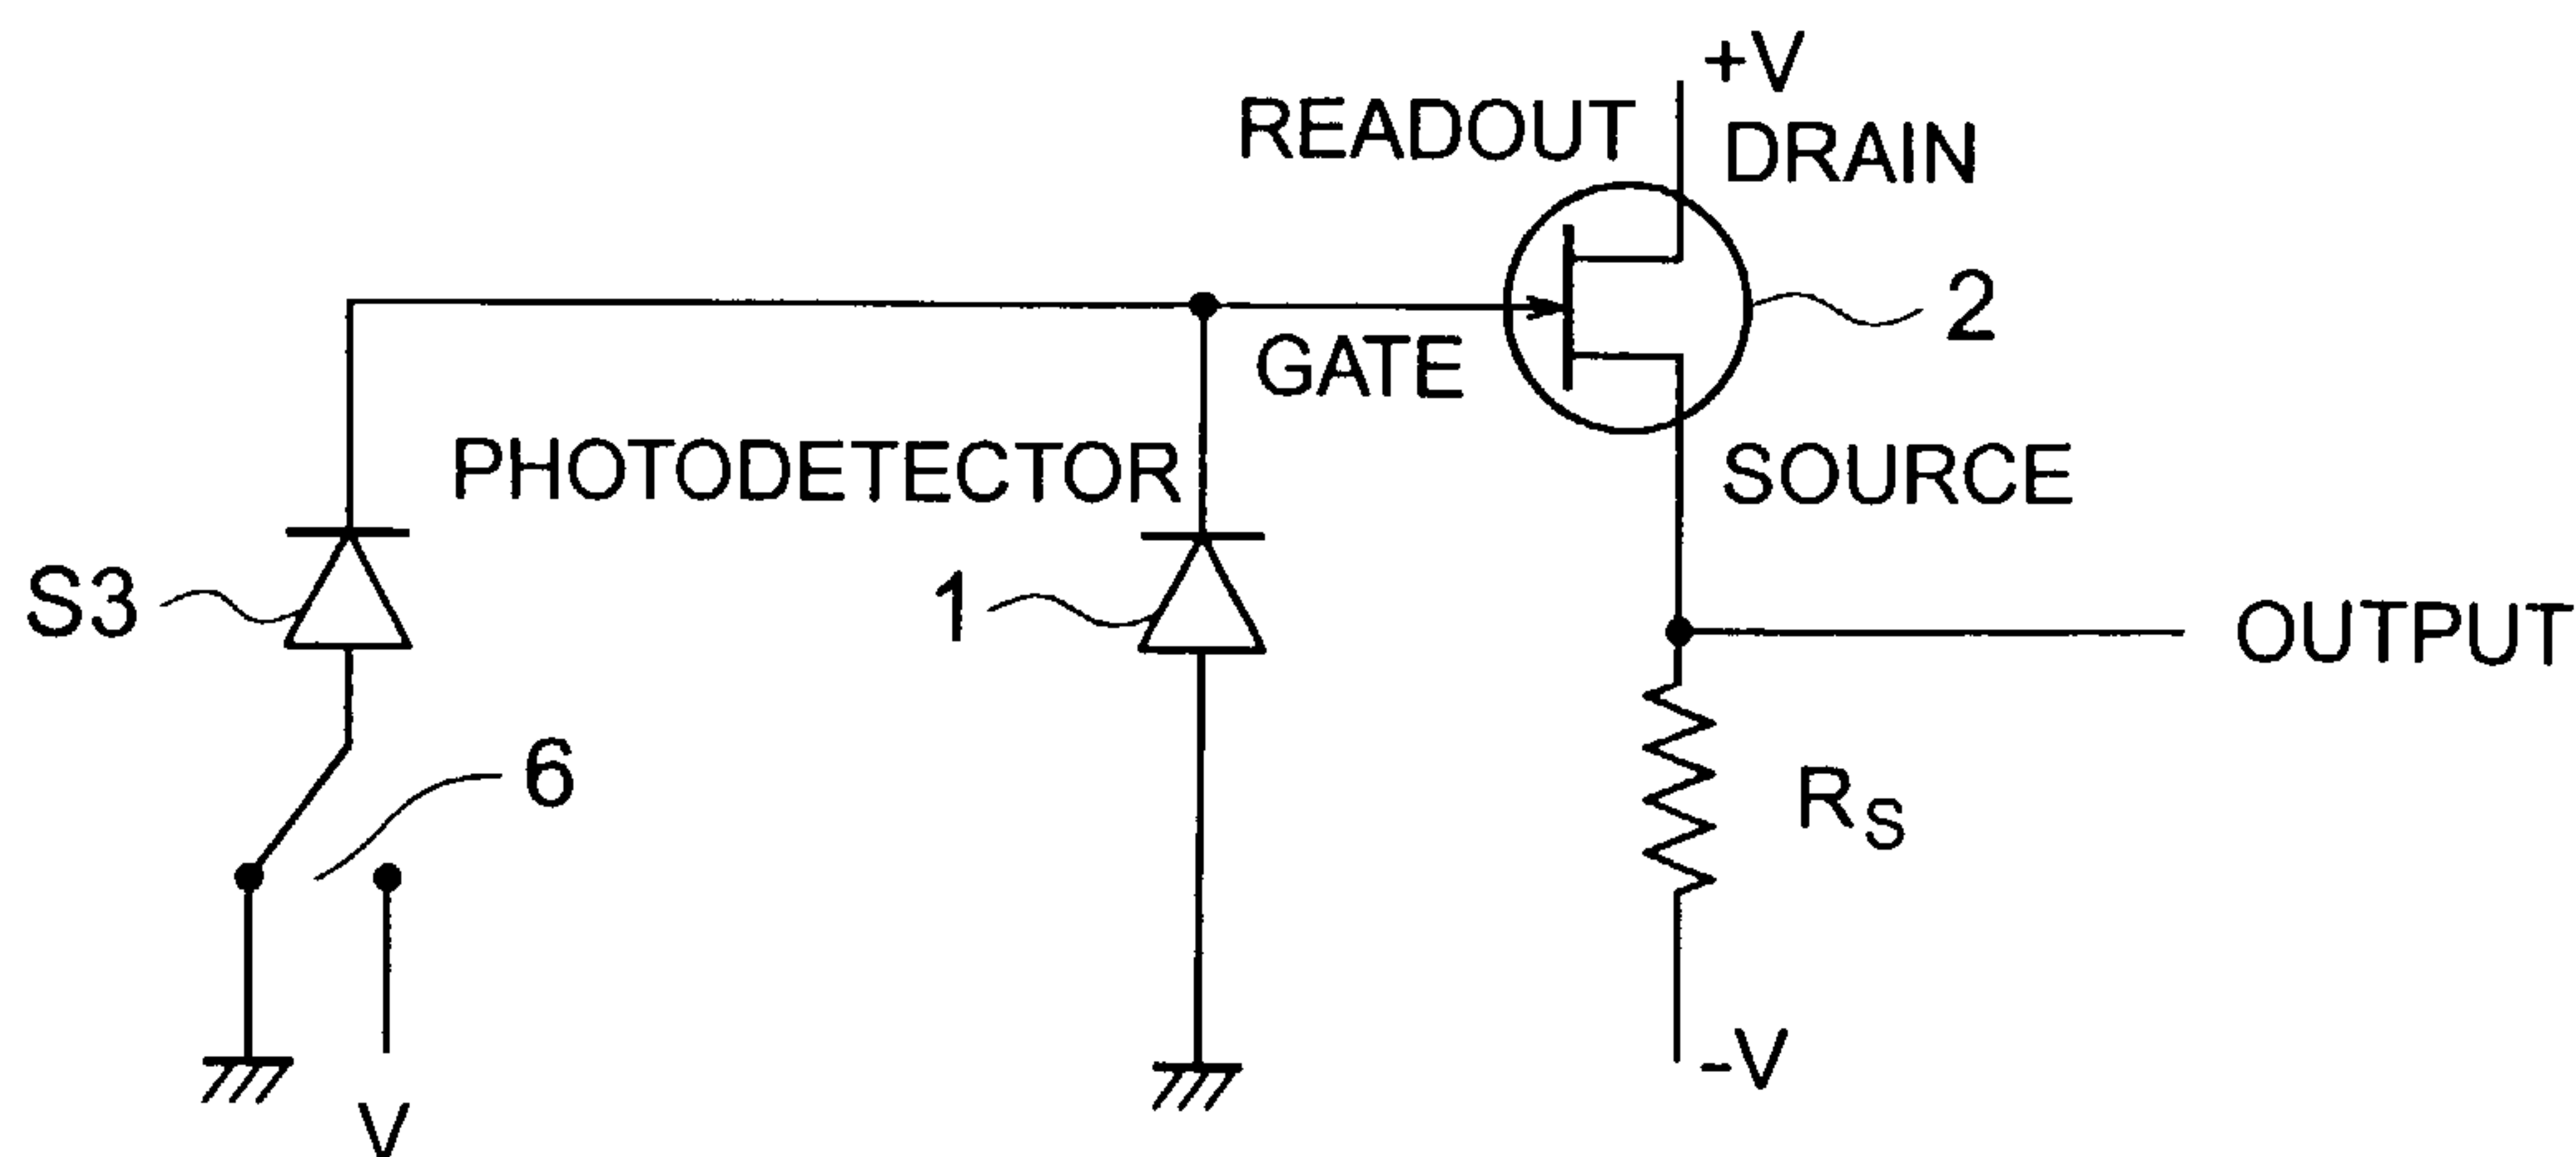 +V
READOUT
DRAIN
2
GATE
PHOTODETECTOR
SOURCE
S3
1
OUTPUT
6
RS
-V
V